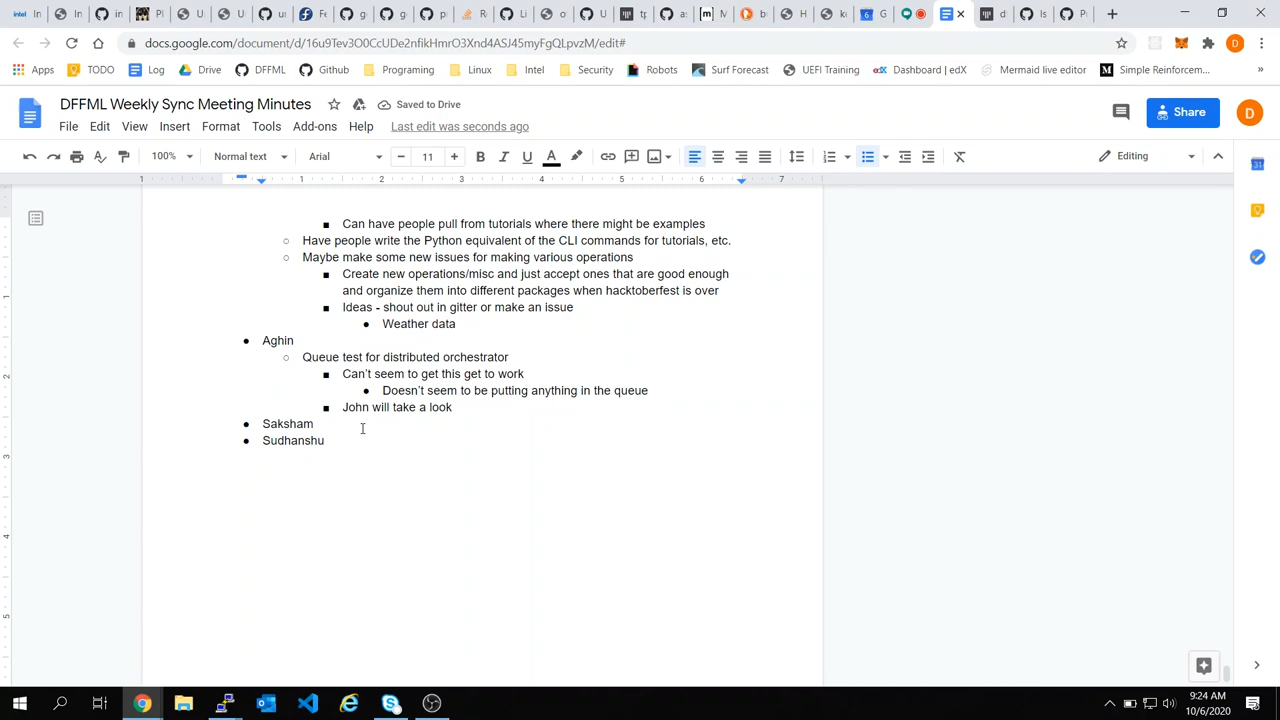 docs.google.com/document/d/16u9Tev3O0CcUDe2nfikHmrO3Xnd4ASJ45myFgQLpvzM/edit#
Apps TODO Log Drive DFFML Github Programing Linux Intel Security Robots Surf Forecast UEFI Training Dashboard | edX Mermaid live editor Simple Reinforcem... »
DFFML Weekly Sync Meeting Minutes Saved to Drive
Share D
File Edit View Insert Format Tools Add-ons Help Last edit was seconds ago
100% Normal text Arial 11 B I U A Editing
1 1 2 3 4 5 6 7
Can have people pull from tutorials where there might be examples
Have people write the Python equivalent of the CLI commands for tutorials, etc.
Maybe make some new issues for making various operations
Create new operations/misc and just accept ones that are good enough
and organize them into different packages when hacktoberfest is over
Ideas - shout out in gitter or make an issue
Weather data
Aghin
Queue test for distributed orchestrator
Can't seem to get this get to work
Doesn't seem to be putting anything in the queue
John will take a look
Saksham
Sudhanshu
9:24 AM
10/6/2020